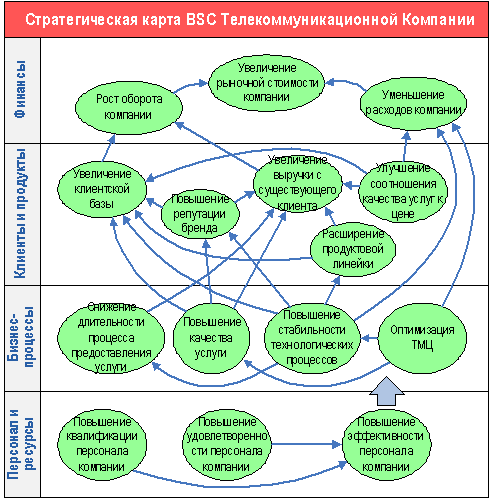 Стратегическая карта BSC Телекоммуникационной Компании
Финансы
Увеличение
рыночной стоимости
компании
Рост оборота
компании
Уменьшение
расходов компании
Клиенты и продукты
Увеличение
клиентской
базы
Увеличение
выручки с
существующего
клиента
Улучшение
соотношения
качества услуг к
цене
Повышение
репутации
бренда
Расширение
продуктовой
линейки
Бизнес-
процессы
Снижение
длительности
процесса
предоставления
услуги
Повышение
качества
услуги
Повышение
стабильности
технологических
процессов
Оптимизация
ТМЦ
Персонал и
ресурсы
Повышение
квалификации
персонала
компании
Повышение
удовлетворенно
сти персонала
компании
Повышение
эффективности
персонала
компании